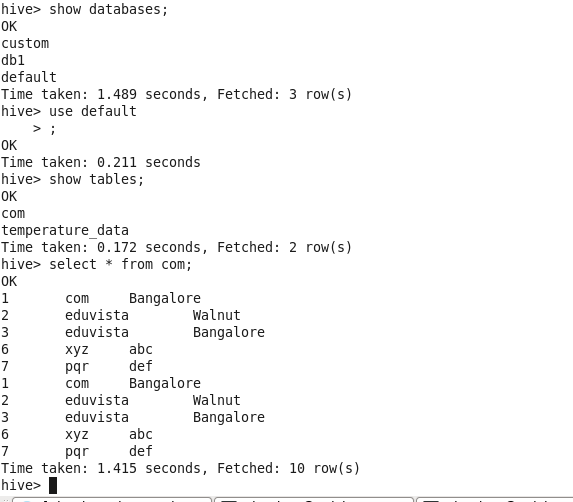 hive> show databases;
OK
custom
db1
default
Time taken: 1.489 seconds, Fetched: 3 row(s)
hive> use default
    > ;
OK
Time taken: 0.211 seconds
hive> show tables;
OK
com
temperature_data
Time taken: 0.172 seconds, Fetched: 2 row(s)
hive> select * from com;
OK
1       com     Bangalore
2       eduvista        Walnut
3       eduvista        Bangalore
6       xyz     abc
7       pqr     def
1       com     Bangalore
2       eduvista        Walnut
3       eduvista        Bangalore
6       xyz     abc
7       pqr     def
Time taken: 1.415 seconds, Fetched: 10 row(s)
hive>